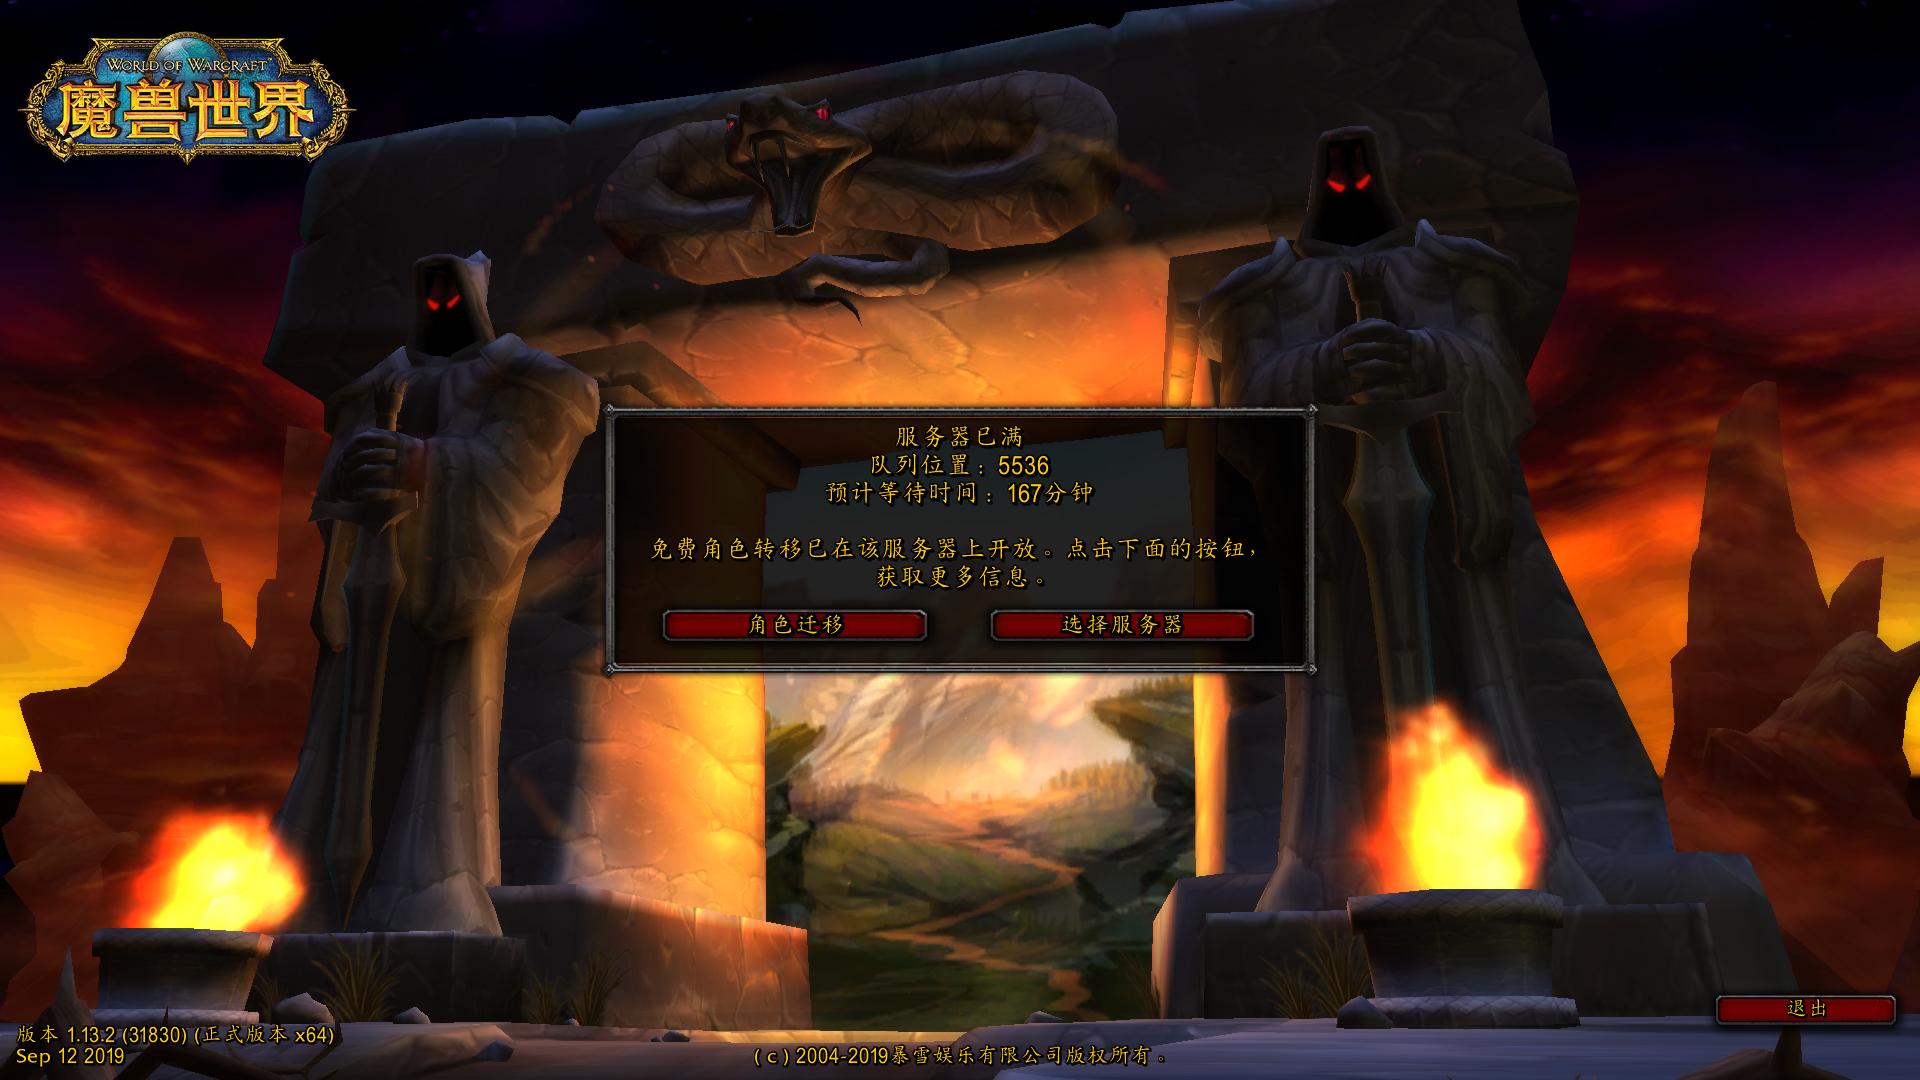 WORLD OF WARCRAFT
魔兽世界
服务器已满
队列位置：5536
预计等待时间：167分钟
免费角色转移已在该服务器上开放。点击下面的按钮，
获取更多信息。
角色迁移
选择服务器
退出
版本 1.13.2 (31830) (正式版本 x64)
Sep 12 2019
(c) 2004-2019暴雪娱乐有限公司版权所有。